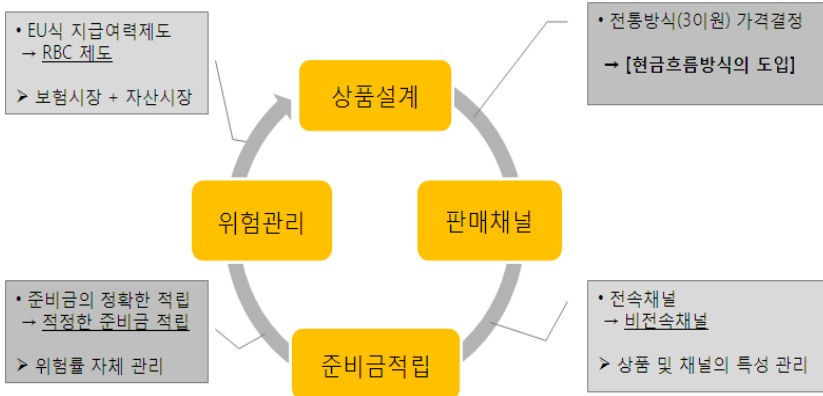 • EU식 지급여력제도
→ RBC 제도
➢ 보험시장 + 자산시장
• 전통방식(3이원) 가격결정
→ [현금흐름방식의 도입]
상품설계
위험관리
판매채널
준비금적립
• 준비금의 정확한 적립
→ 적정한 준비금 적립
➢ 위험률 자체 관리
• 전속채널
→ 비전속채널
➢ 상품 및 채널의 특성 관리